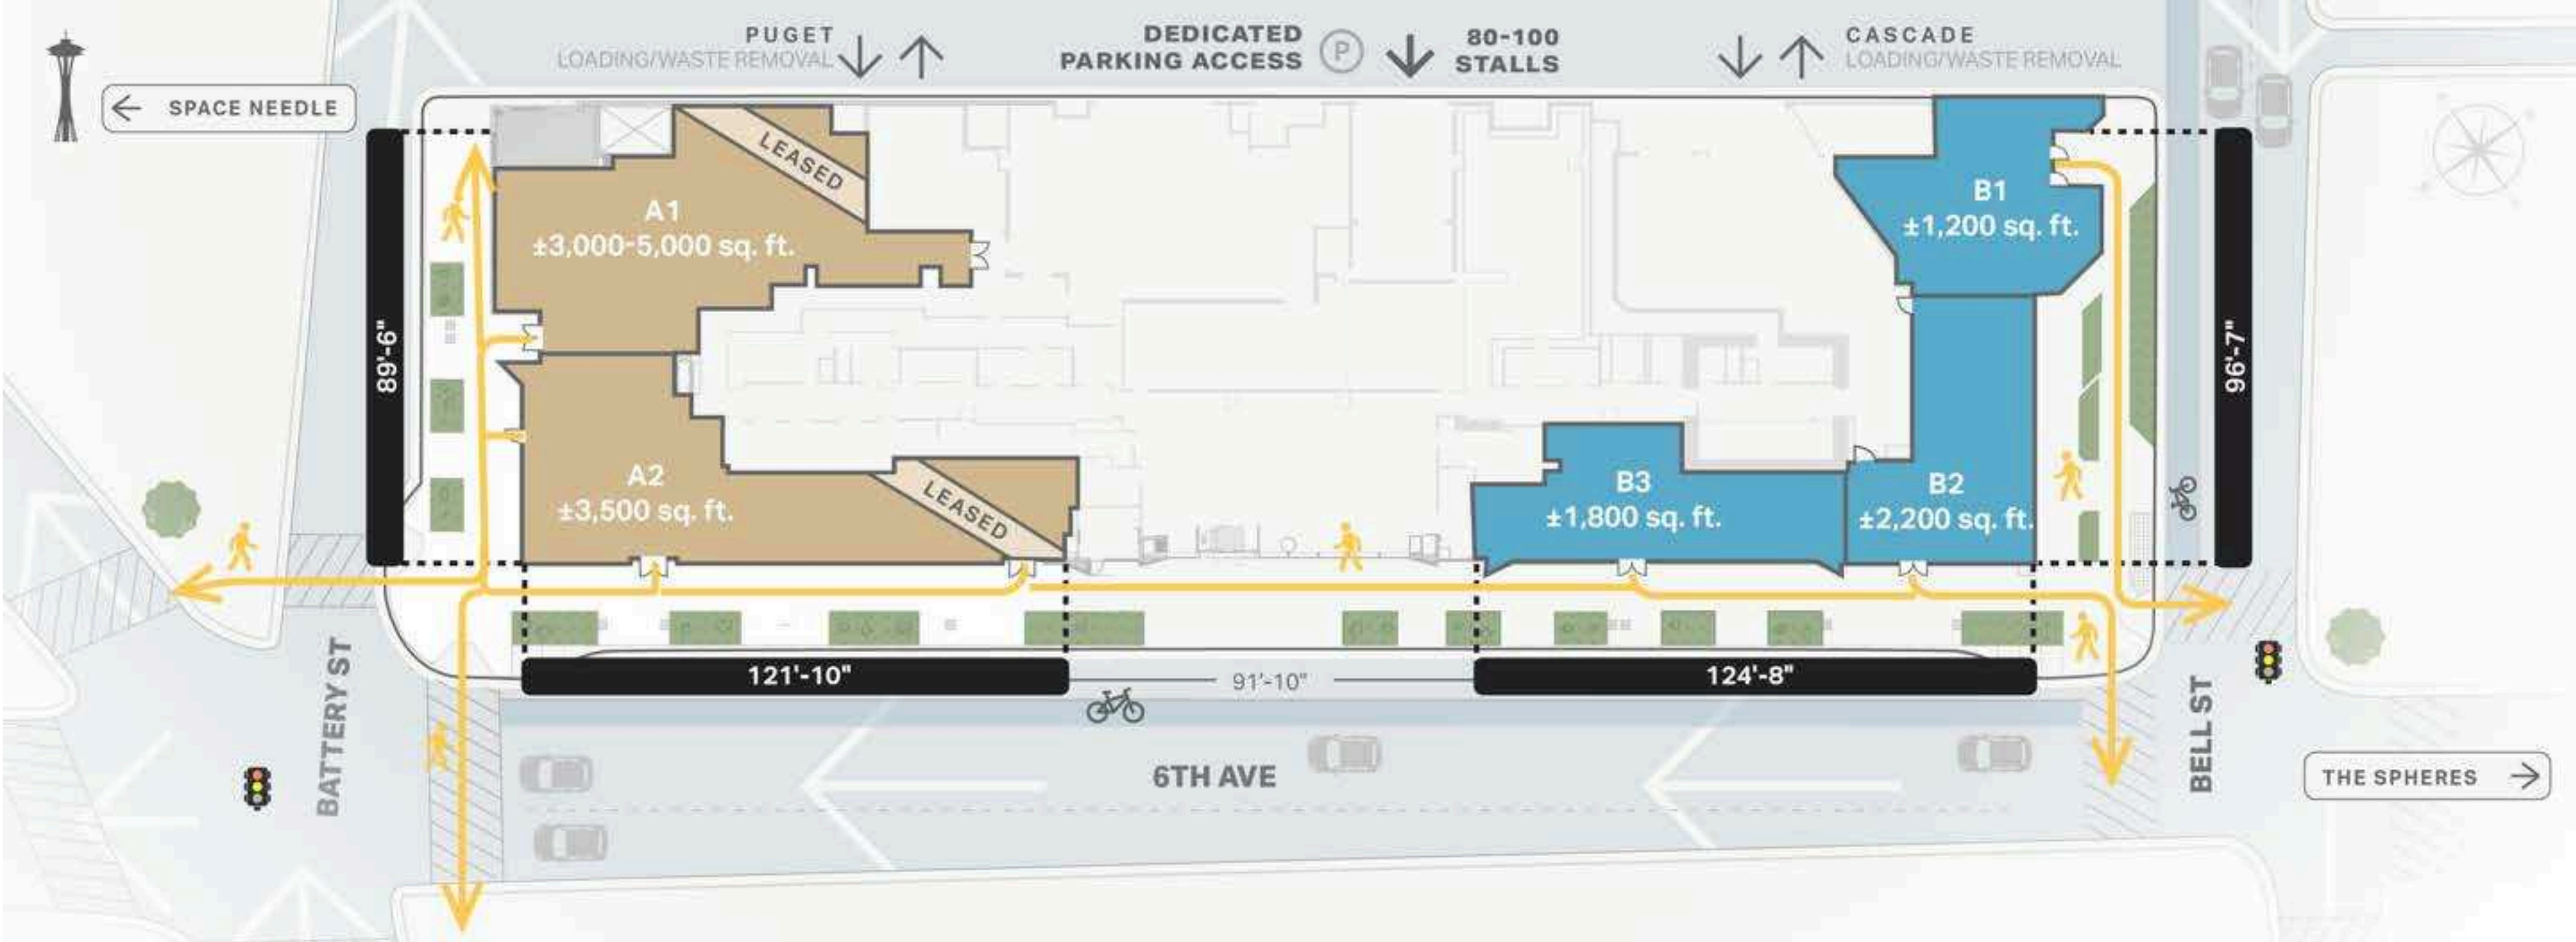 PUGET
LOADING/WASTE REMOVAL
DEDICATED
PARKING ACCESS
P
80-100
STALLS
CASCADE
LOADING/WASTE REMOVAL
SPACE NEEDLE
LEASED
A1
±3,000-5,000 sq. ft.
B1
±1,200 sq. ft.
89'-6"
96'-7"
A2
±3,500 sq. ft.
LEASED
B3
±1,800 sq. ft.
B2
±2,200 sq. ft.
121'-10"
91'-10"
124'-8"
BATTERY ST
6TH AVE
BELL ST
THE SPHERES